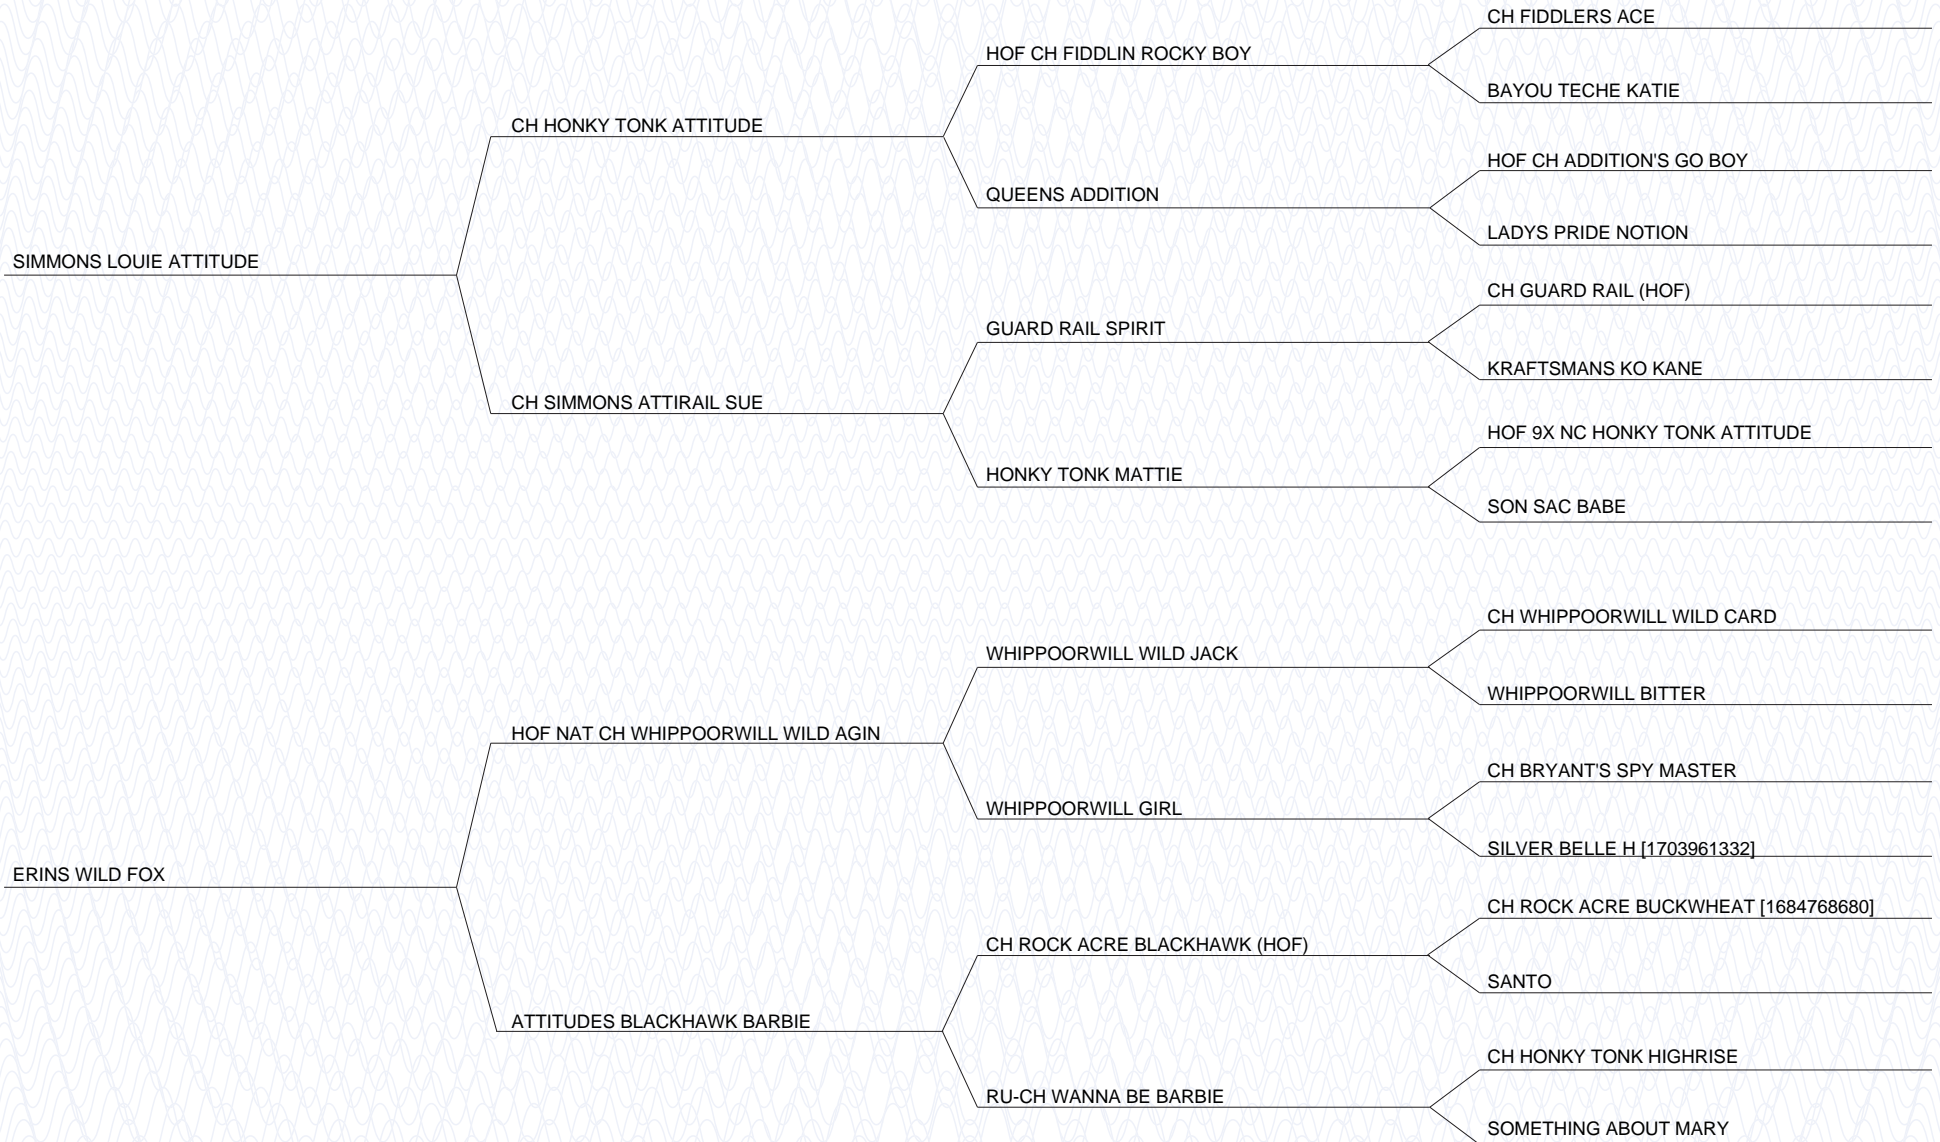 CH FIDDLERS ACE
HOF CH FIDDLIN ROCKY BOY
BAYOU TECHE KATIE
CH HONKY TONK ATTITUDE
HOF CH ADDITION'S GO BOY
QUEENS ADDITION
LADYS PRIDE NOTION
SIMMONS LOUIE ATTITUDE
CH GUARD RAIL (HOF)
GUARD RAIL SPIRIT
KRAFTSMANS KO KANE
CH SIMMONS ATTIRAIL SUE
HOF 9X NC HONKY TONK ATTITUDE
HONKY TONK MATTIE
SON SAC BABE
CH WHIPPOORWILL WILD CARD
WHIPPOORWILL WILD JACK
WHIPPOORWILL BITTER
HOF NAT CH WHIPPOORWILL WILD AGIN
CH BRYANT'S SPY MASTER
WHIPPOORWILL GIRL
SILVER BELLE H [1703961332]
ERINS WILD FOX
CH ROCK ACRE BUCKWHEAT [1684768680]
CH ROCK ACRE BLACKHAWK (HOF)
SANTO
ATTITUDES BLACKHAWK BARBIE
CH HONKY TONK HIGHRISE
RU-CH WANNA BE BARBIE
SOMETHING ABOUT MARY